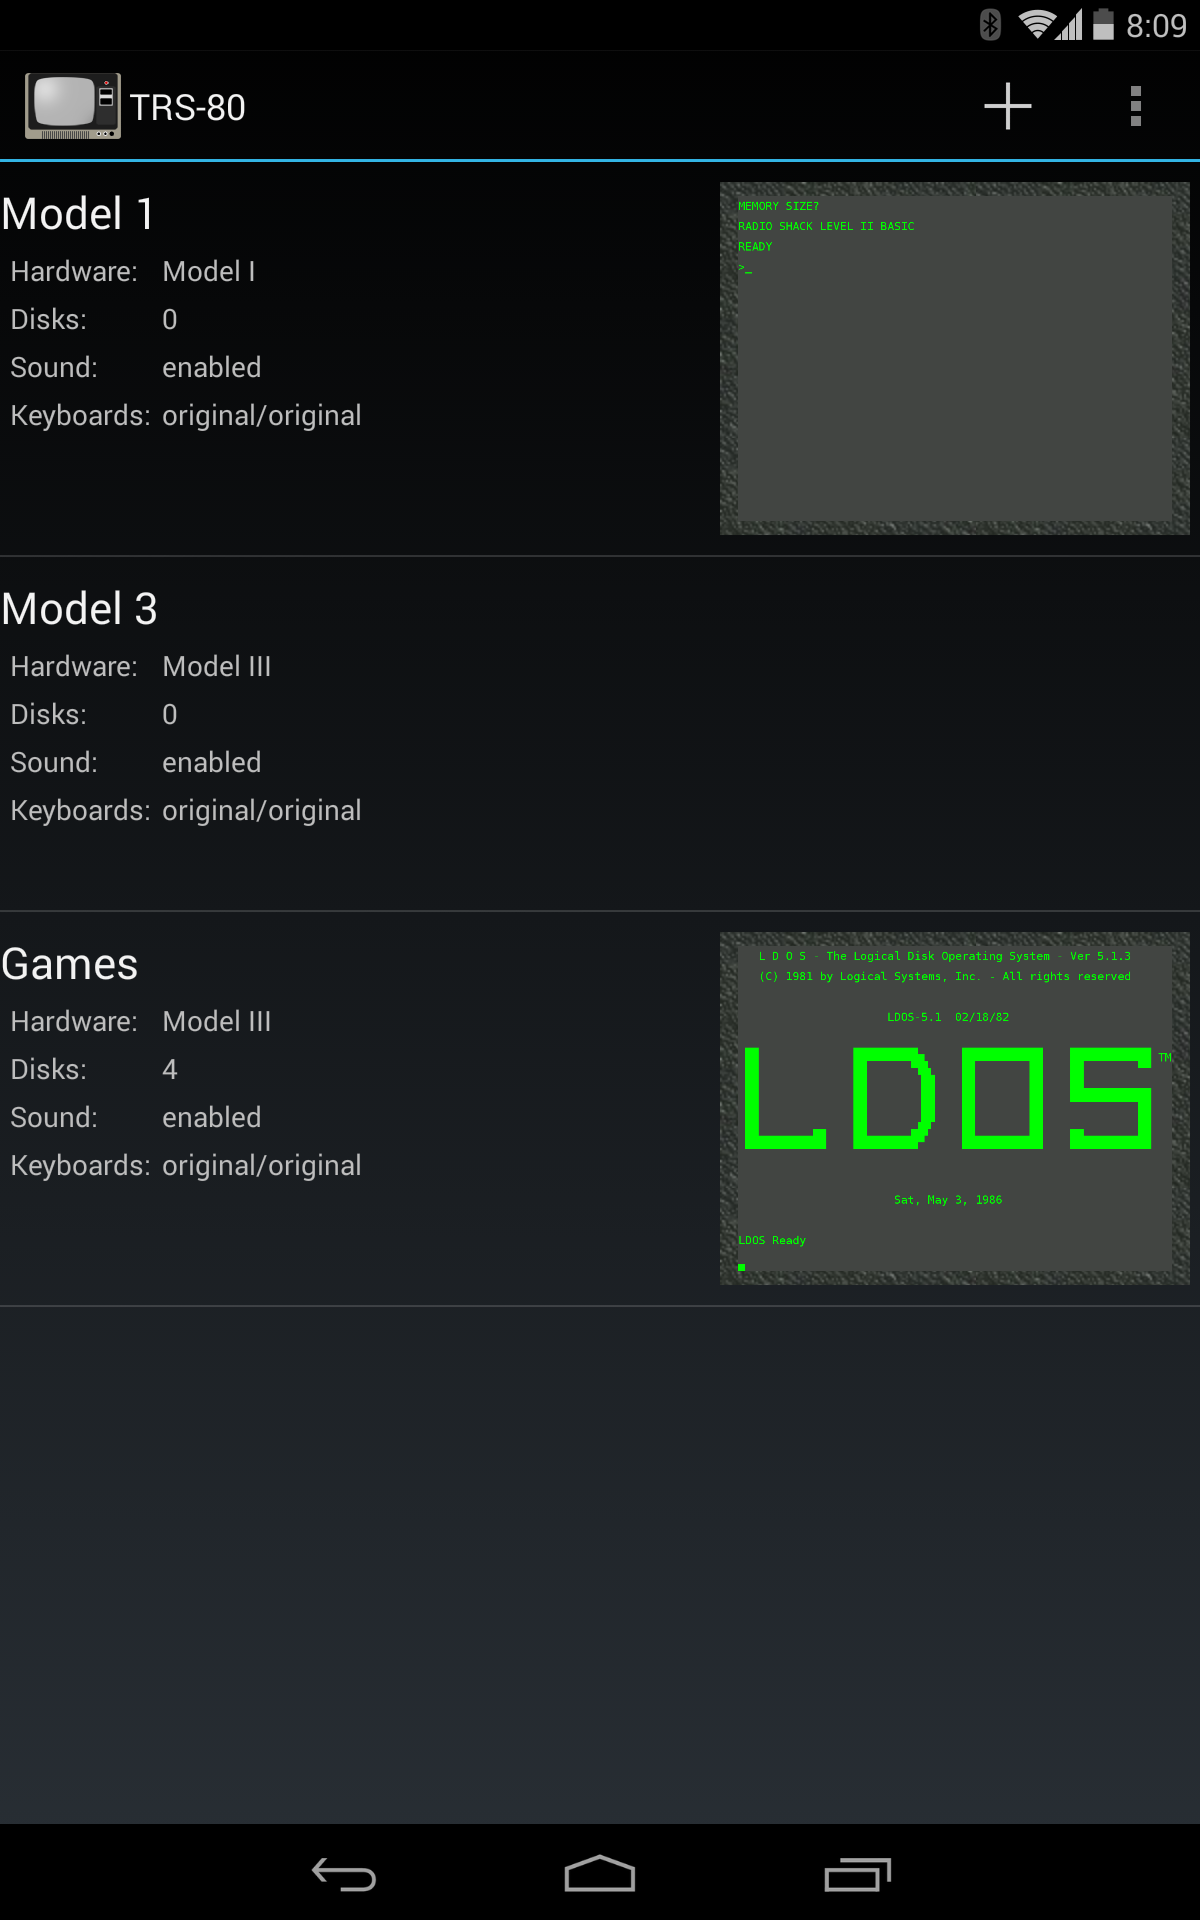 8:09
TRS-80
Model 1
Hardware: Model I
Disks: 0
Sound: enabled
Keyboards: original/original
MEMORY SIZE?
RADIO SHACK LEVEL II BASIC
READY
>_
Model 3
Hardware: Model III
Disks: 0
Sound: enabled
Keyboards: original/original
Games
Hardware: Model III
Disks: 4
Sound: enabled
Keyboards: original/original
L D O S - The Logical Disk Operating System - Ver 5.1.3
(C) 1981 by Logical Systems, Inc. - All rights reserved
LDOS-5.1 02/18/82
LDOS TM
Sat, May 3, 1986
LDOS Ready